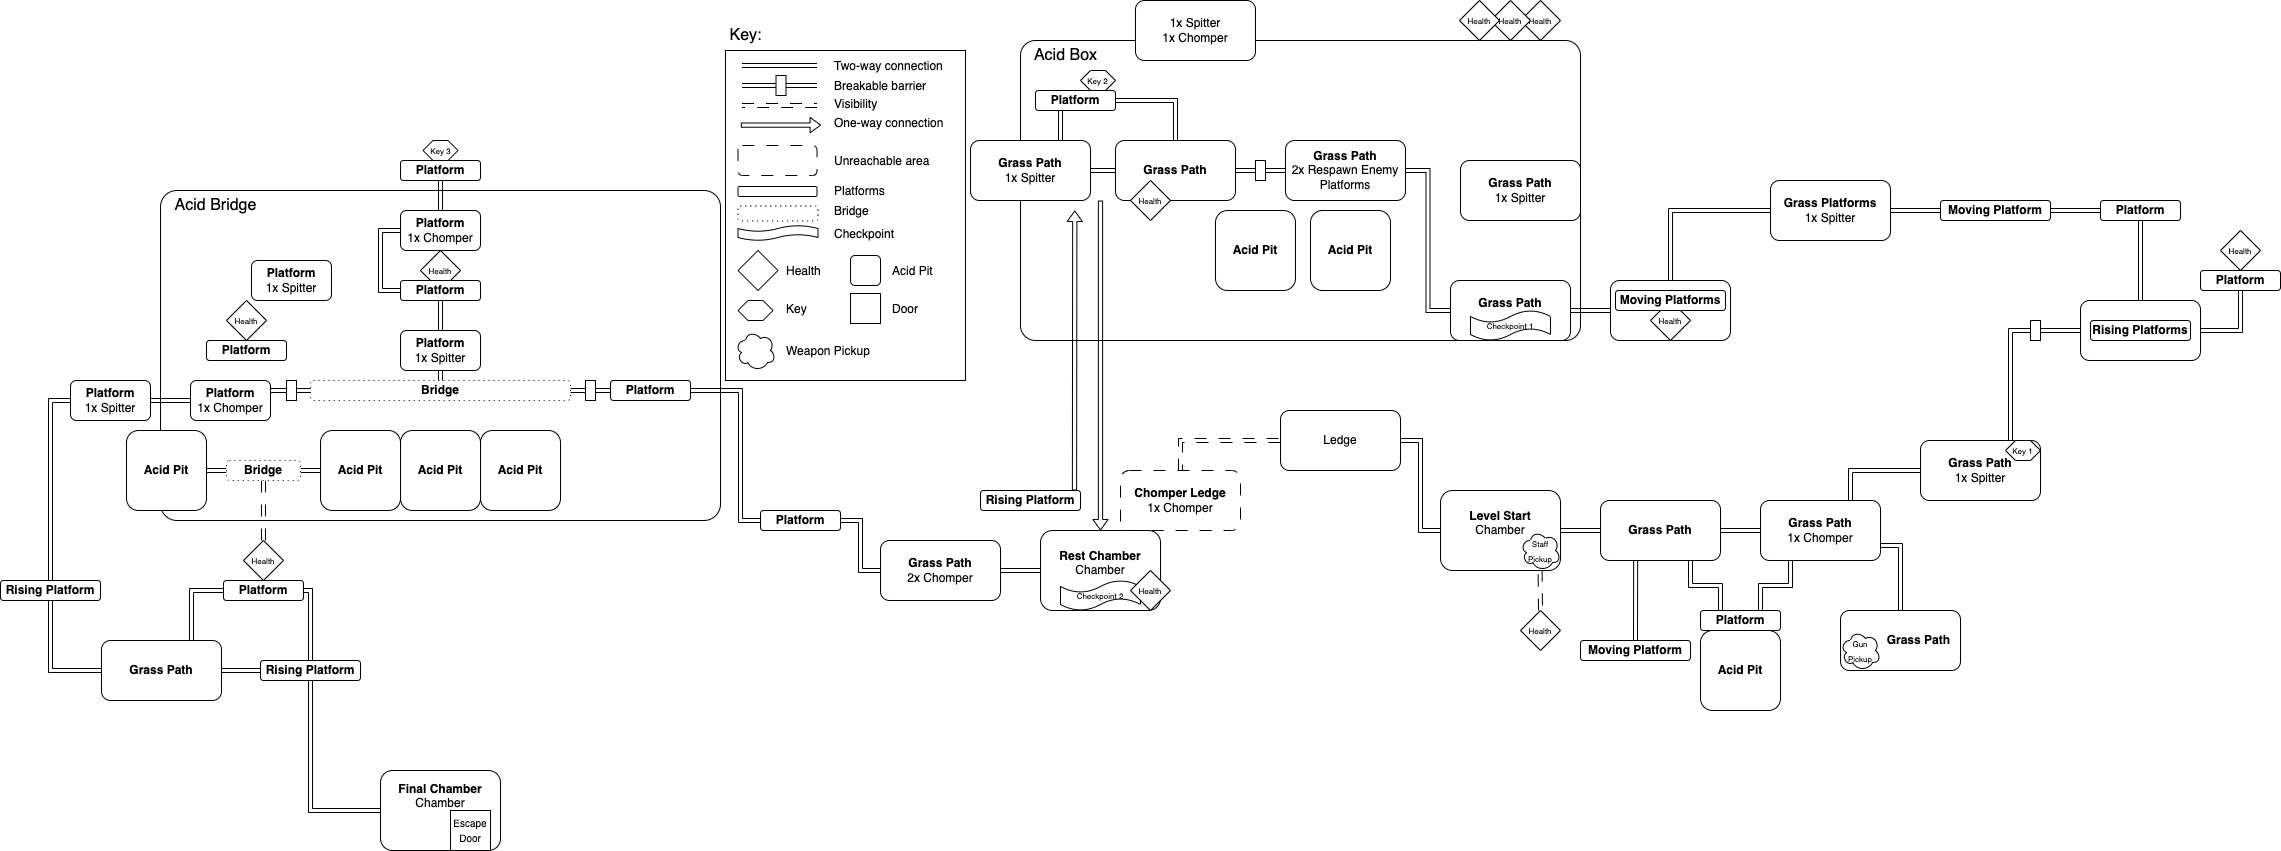 Key:
Two-way connection
Breakable barrier
Visibility
One-way connection
Unreachable area
Platforms
Bridge
Checkpoint
Health
Acid Pit
Key
Door
Weapon Pickup
Acid Bridge
Key 3
Platform
Platform
1x Chomper
Health
Platform
Platform
1x Spitter
Health
Platform
Platform
1x Spitter
Platform
1x Spitter
Platform
1x Chomper
Bridge
Platform
Acid Pit
Bridge
Acid Pit
Acid Pit
Acid Pit
Health
Rising Platform
Platform
Grass Path
Rising Platform
Final Chamber
Chamber
Escape
Door
Platform
Grass Path
2x Chomper
Rest Chamber
Chamber
Checkpoint 2
Health
Rising Platform
Chomper Ledge
1x Chomper
Ledge
Acid Box
1x Spitter
1x Chomper
Health
Health
Health
Key 2
Platform
Grass Path
1x Spitter
Grass Path
Health
Grass Path
2x Respawn Enemy
Platforms
Acid Pit
Acid Pit
Grass Path
1x Spitter
Grass Path
Checkpoint 1
Moving Platforms
Health
Grass Platforms
1x Spitter
Moving Platform
Platform
Health
Platform
Rising Platforms
Key 1
Grass Path
1x Spitter
Level Start
Chamber
Staff
Pickup
Health
Grass Path
Moving Platform
Grass Path
1x Chomper
Platform
Acid Pit
Grass Path
Gun
Pickup